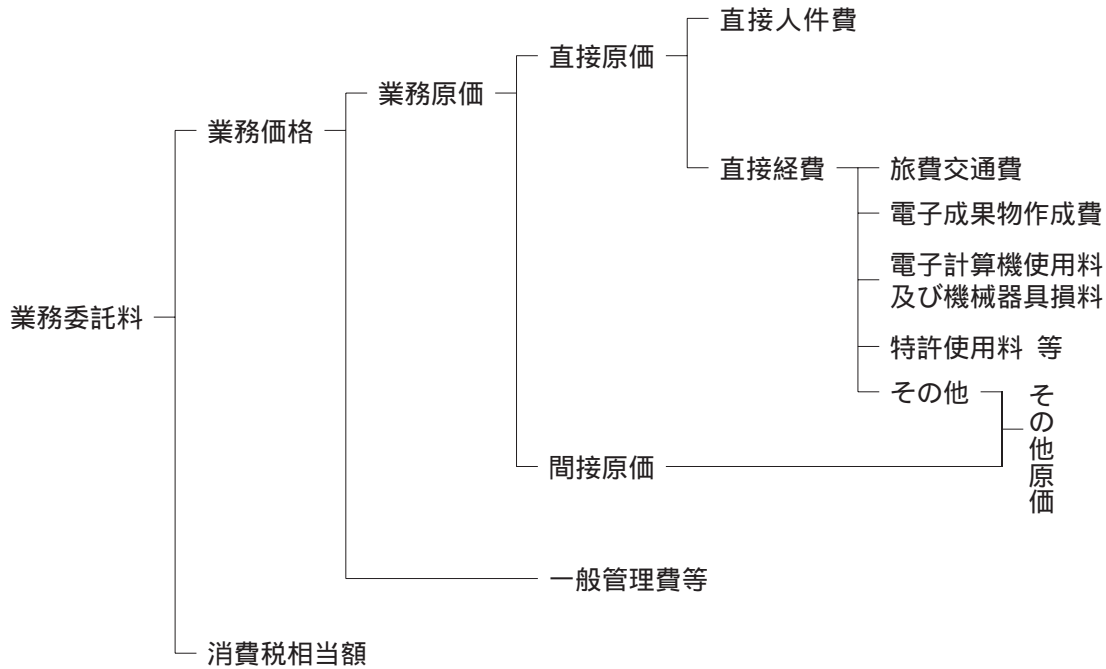 直接人件費
直接原価
業務原価
業務価格
直接経費
旅費交通費
電子成果物作成費
電子計算機使用料
及び機械器具損料
業務委託料
特許使用料 等
その他
その他原価
間接原価
一般管理費等
消費税相当額